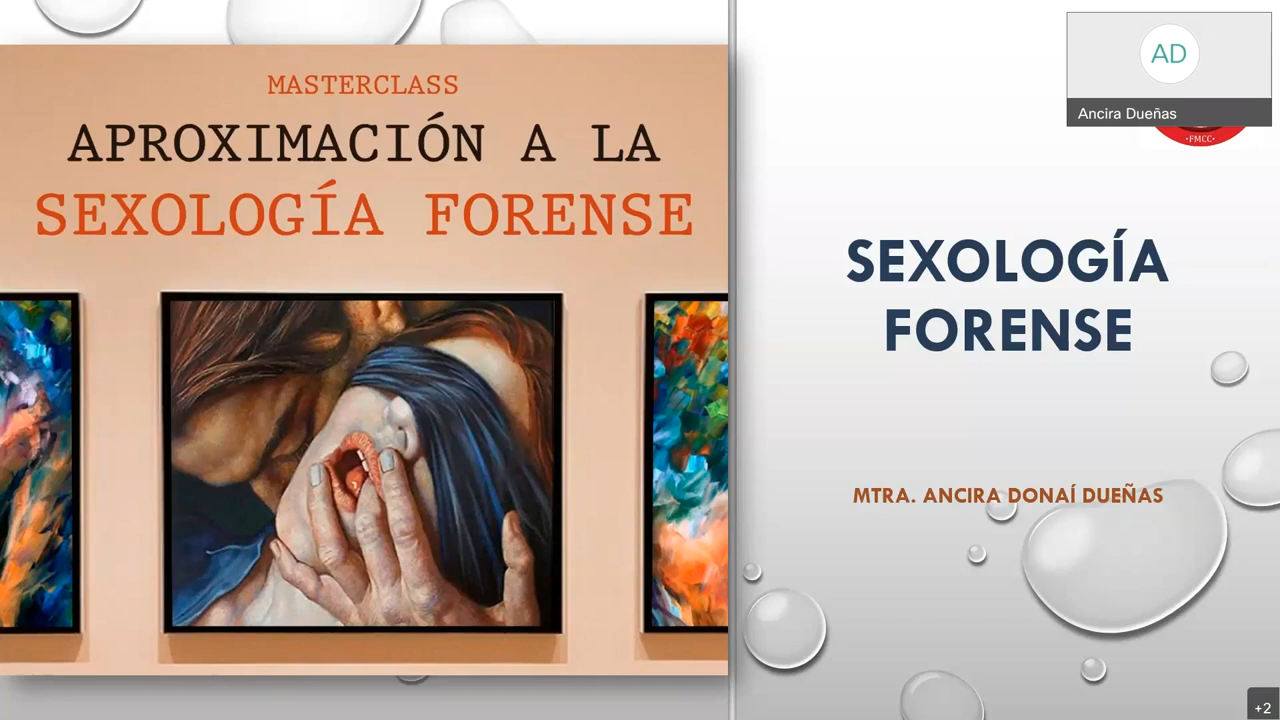 MASTERCLASS
APROXIMACIÓN A LA
SEXOLOGÍA FORENSE
AD
Ancira Dueñas
·FMCC·
SEXOLOGÍA
FORENSE
MTRA. ANCIRA DONAÍ DUEÑAS
+2